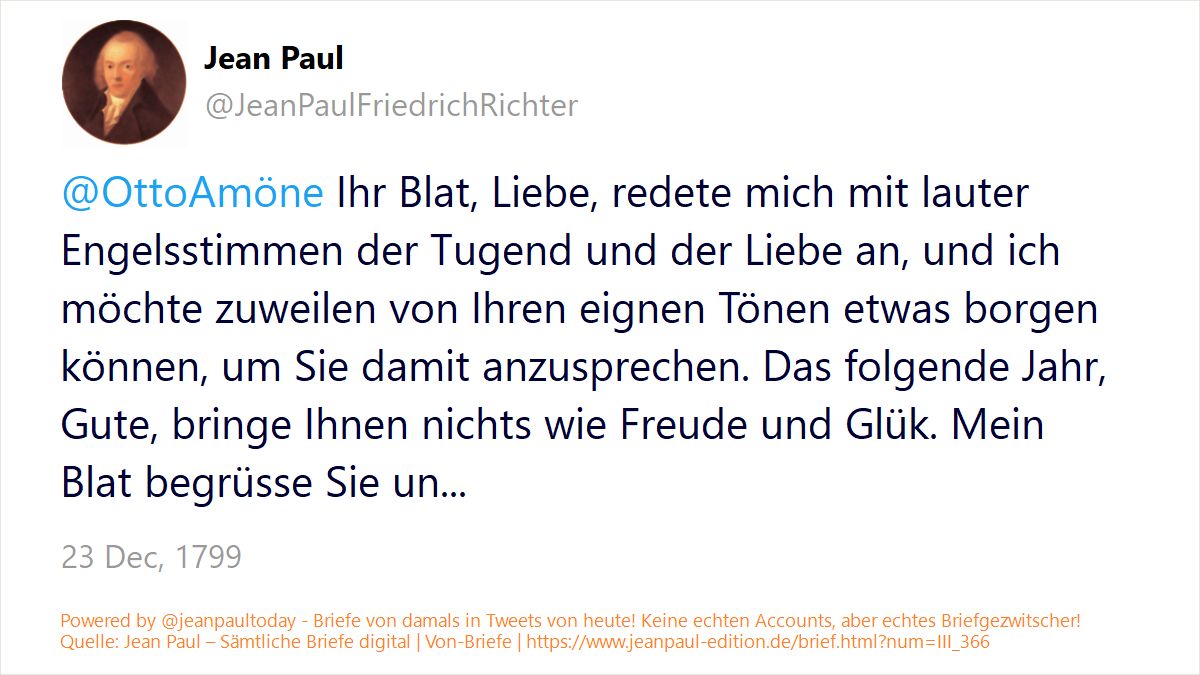 Jean Paul
@JeanPaulFriedrichRichter
@OttoAmöne Ihr Blat, Liebe, redete mich mit lauter
Engelsstimmen der Tugend und der Liebe an, und ich
möchte zuweilen von Ihren eignen Tönen etwas borgen
können, um Sie damit anzusprechen. Das folgende Jahr,
Gute, bringe Ihnen nichts wie Freude und Glük. Mein
Blat begrüsse Sie un...
23 Dec, 1799
Powered by @jeanpaultoday - Briefe von damals in Tweets von heute! Keine echten Accounts, aber echtes Briefgezwitscher!
Quelle: Jean Paul – Sämtliche Briefe digital | Von-Briefe | https://www.jeanpaul-edition.de/brief.html?num=III_366